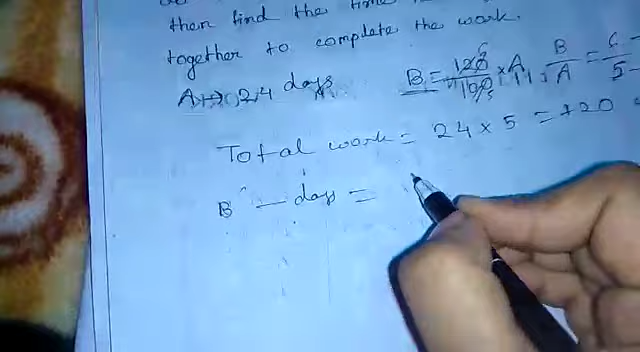 then find the time
together to complete the work.
A → 24 days B = 120/100 × A, B/A = 6/5
Total work = 24 × 5 = 120
B — days =